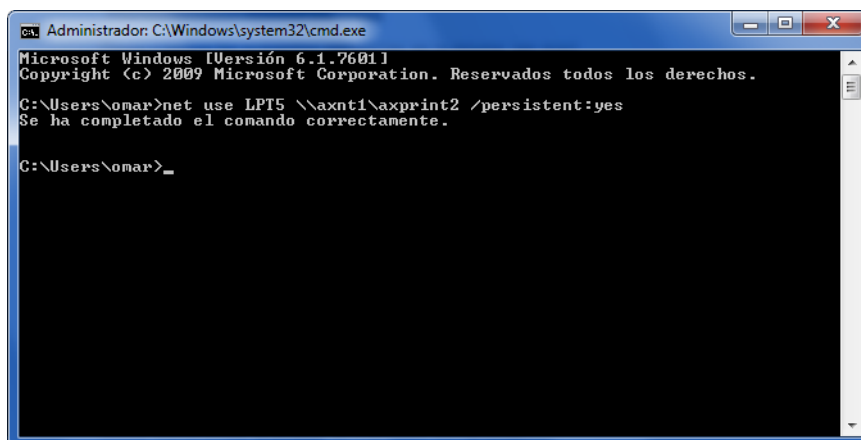 Administrador: C:\Windows\system32\cmd.exe
Microsoft Windows [Versión 6.1.7601]
Copyright (c) 2009 Microsoft Corporation. Reservados todos los derechos.
C:\Users\omar>net use LPT5 \\axnt1\axprint2 /persistent:yes
Se ha completado el comando correctamente.
C:\Users\omar>_